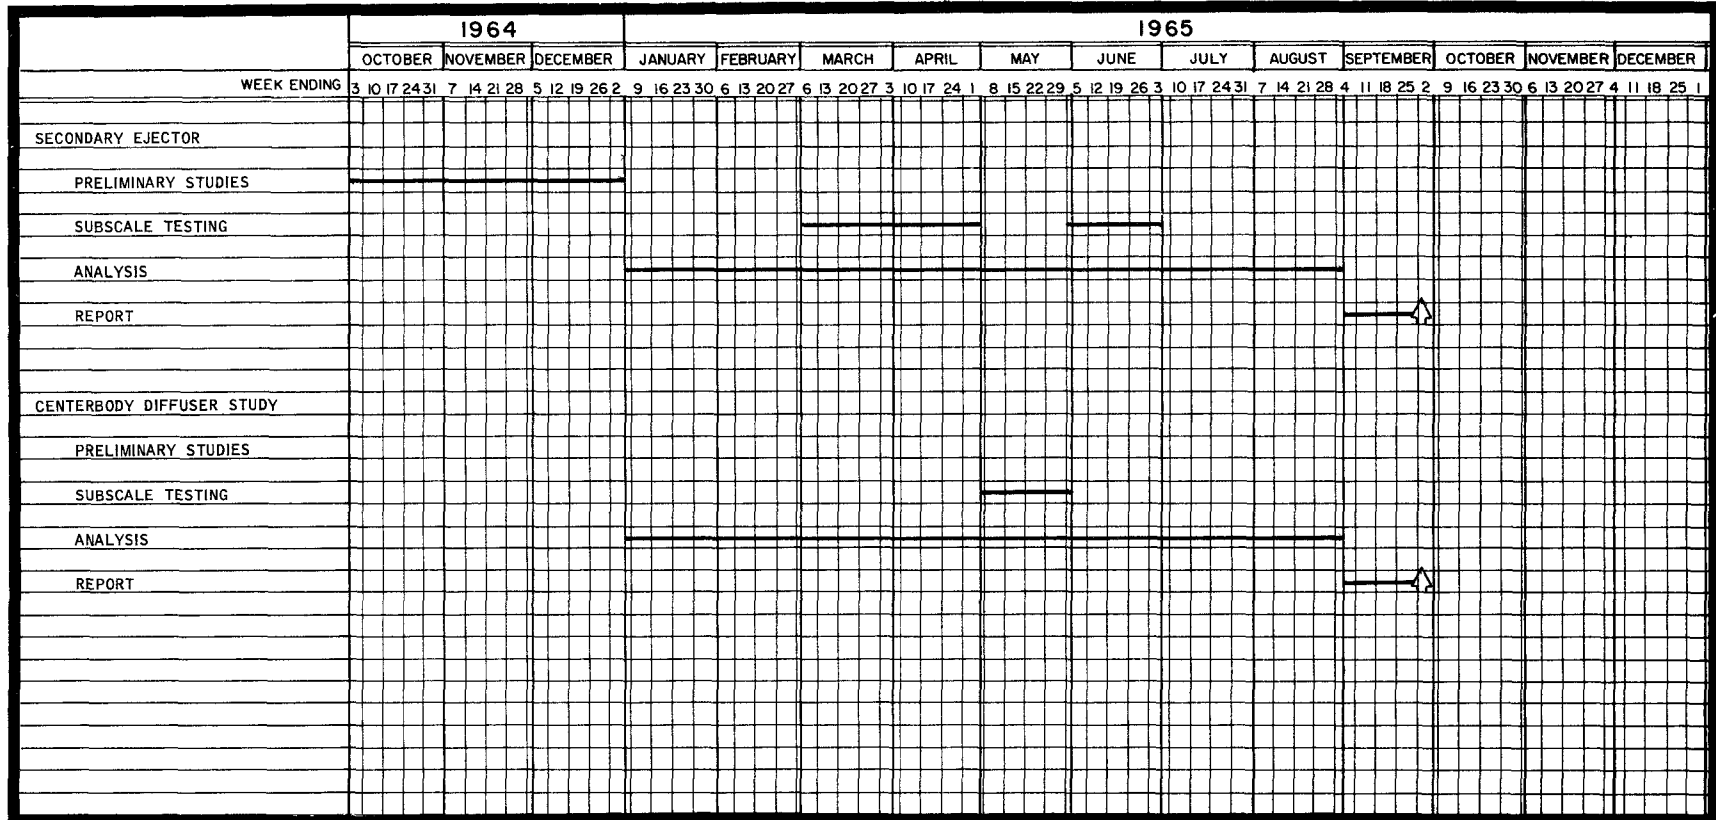 1964 1965
OCTOBER NOVEMBER DECEMBER JANUARY FEBRUARY MARCH APRIL MAY JUNE JULY AUGUST SEPTEMBER OCTOBER NOVEMBER DECEMBER
WEEK ENDING 3 10 17 24 31 7 14 21 28 5 12 19 26 2 9 16 23 30 6 13 20 27 6 13 20 27 3 10 17 24 1 8 15 22 29 5 12 19 26 3 10 17 24 31 7 14 21 28 4 11 18 25 2 9 16 23 30 6 13 20 27 4 11 18 25 1
SECONDARY EJECTOR
PRELIMINARY STUDIES
SUBSCALE TESTING
ANALYSIS
REPORT
CENTERBODY DIFFUSER STUDY
PRELIMINARY STUDIES
SUBSCALE TESTING
ANALYSIS
REPORT